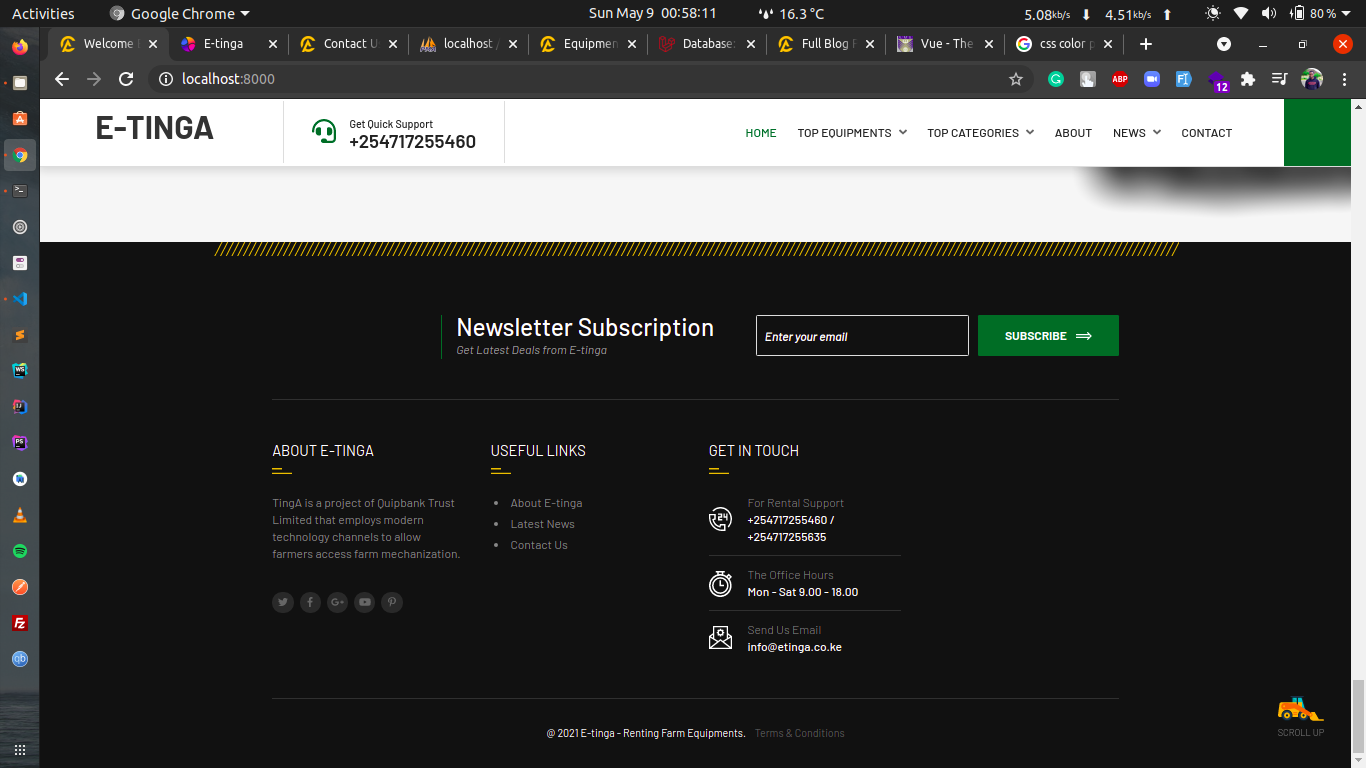 Activities
Google Chrome
Sun May 9 00:58:11
16.3 °C
5.08kb/s
4.51kb/s
80 %
Welcome
E-tinga
Contact U
localhost /
Equipmen
Database:
Full Blog
Vue - The
css color p
localhost:8000
ABP
12
E-TINGA
Get Quick Support
+254717255460
HOME
TOP EQUIPMENTS
TOP CATEGORIES
ABOUT
NEWS
CONTACT
Newsletter Subscription
Get Latest Deals from E-tinga
Enter your email
SUBSCRIBE
ABOUT E-TINGA
TingA is a project of Quipbank Trust
Limited that employs modern
technology channels to allow
farmers access farm mechanization.
USEFUL LINKS
About E-tinga
Latest News
Contact Us
GET IN TOUCH
24
For Rental Support
+254717255460 /
+254717255635
The Office Hours
Mon - Sat 9.00 - 18.00
Send Us Email
info@etinga.co.ke
@ 2021 E-tinga - Renting Farm Equipments.
Terms & Conditions
SCROLL UP